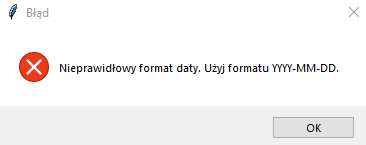 Błąd
Nieprawidłowy format daty. Użyj formatu YYYY-MM-DD.
OK